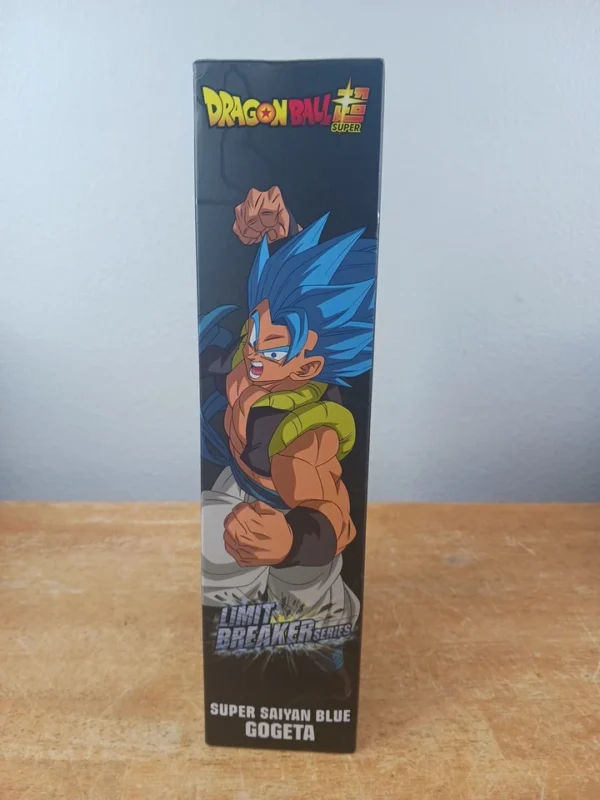 DRAGON BALL 超
SUPER
LIMIT
BREAKER SERIES
SUPER SAIYAN BLUE
GOGETA